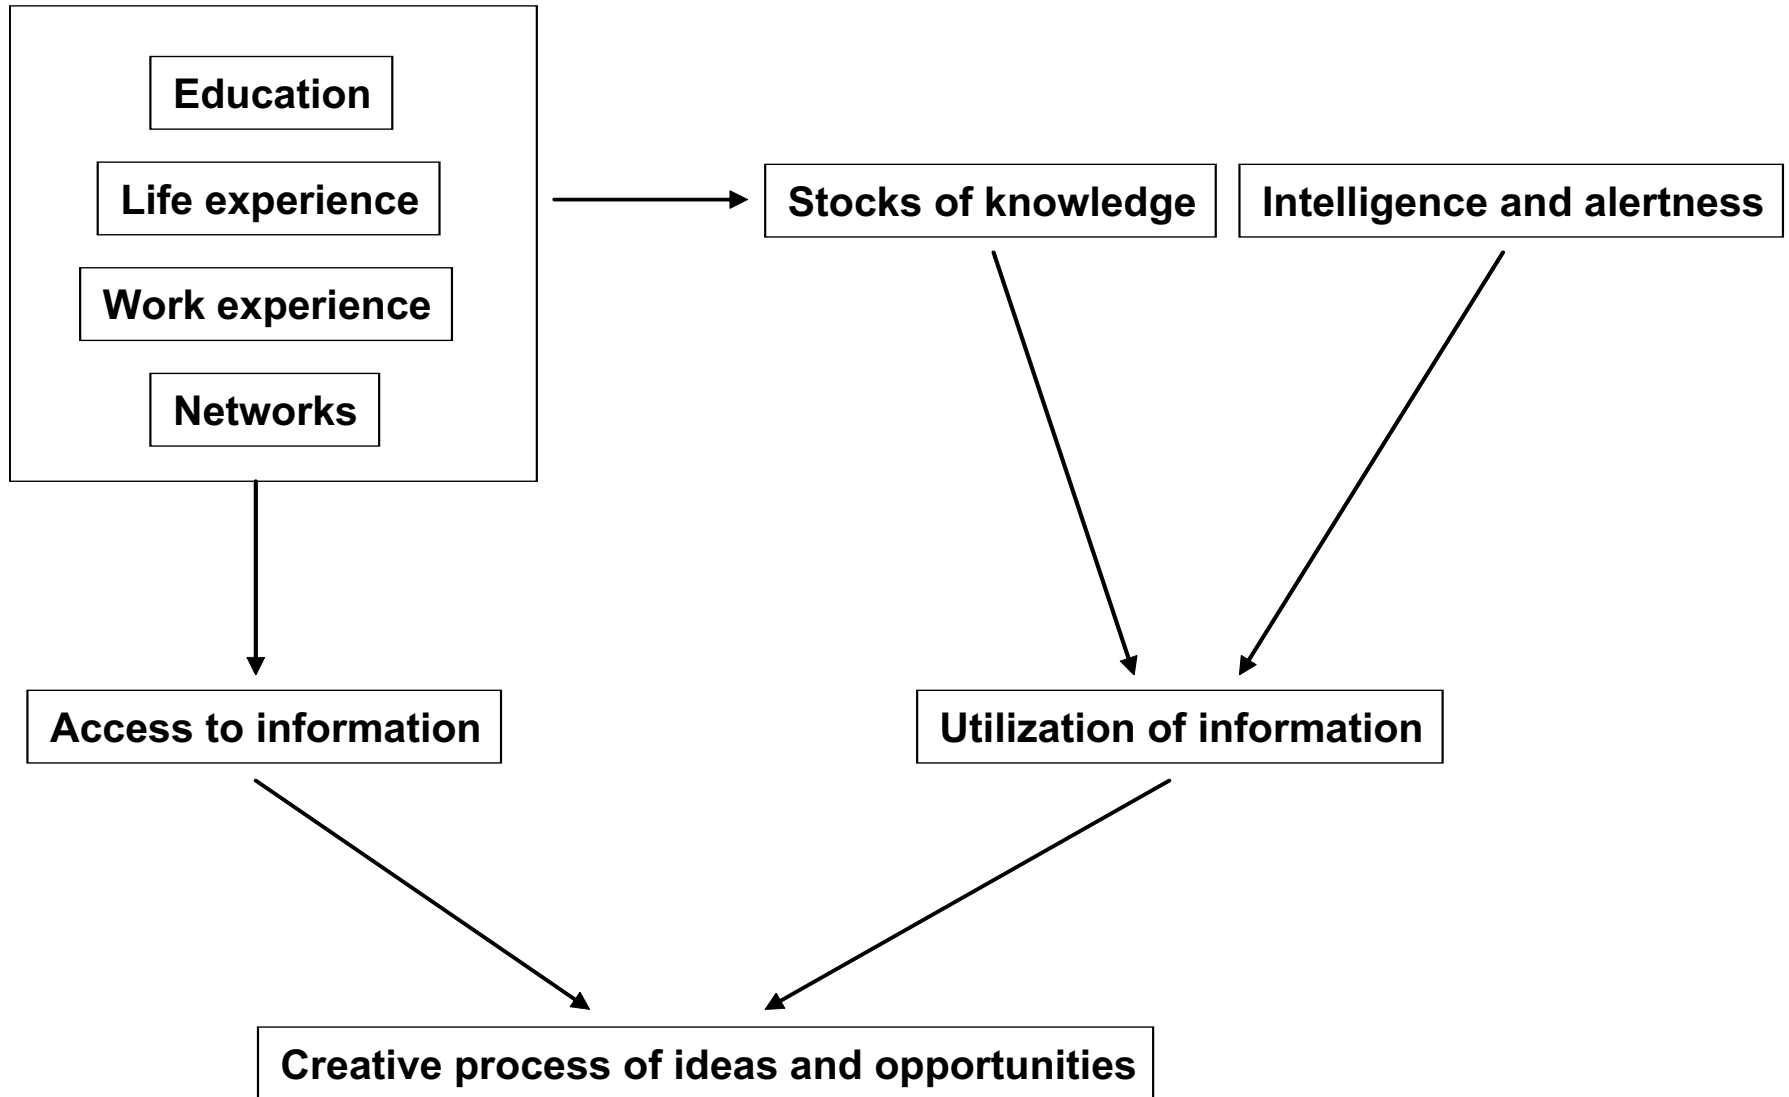 Education
Life experience
Work experience
Networks
Stocks of knowledge
Intelligence and alertness
Access to information
Utilization of information
Creative process of ideas and opportunities